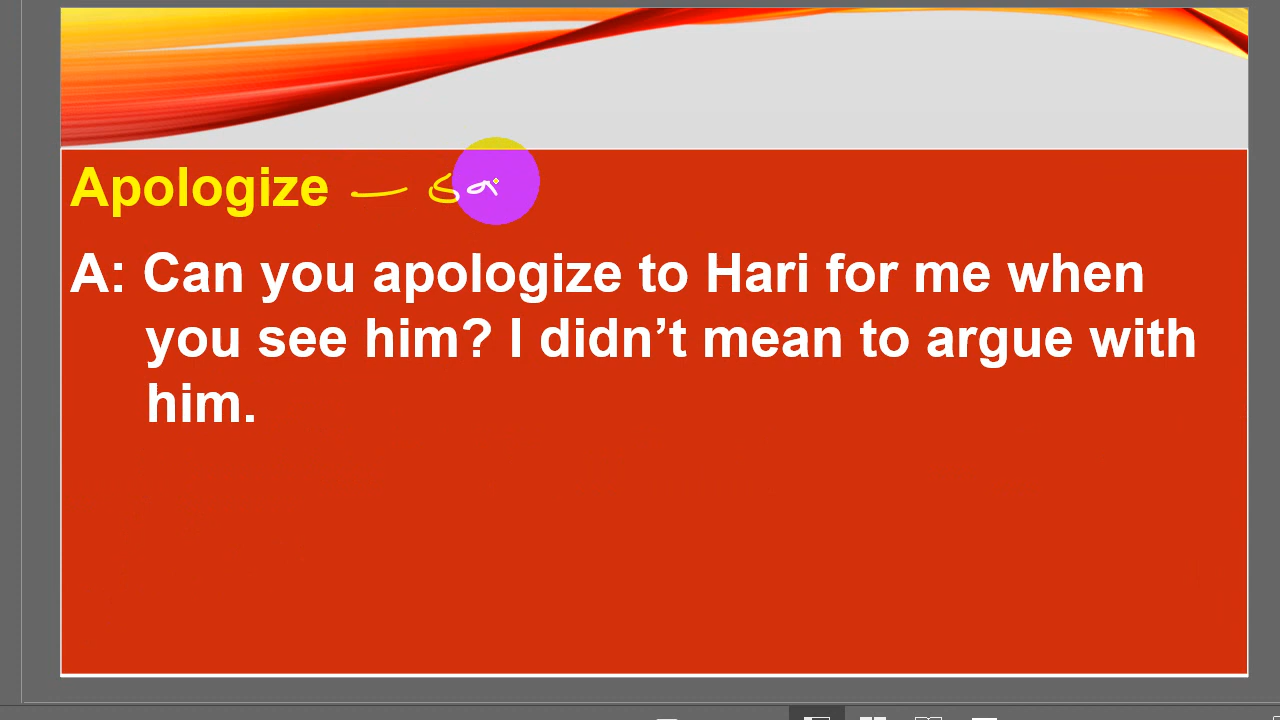 Apologize –
A: Can you apologize to Hari for me when
you see him? I didn’t mean to argue with
him.